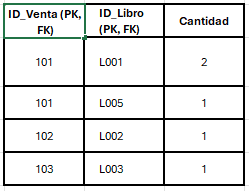 ID_Venta (PK, FK) ID_Libro (PK, FK) Cantidad
101 L001 2
101 L005 1
102 L002 1
103 L003 1